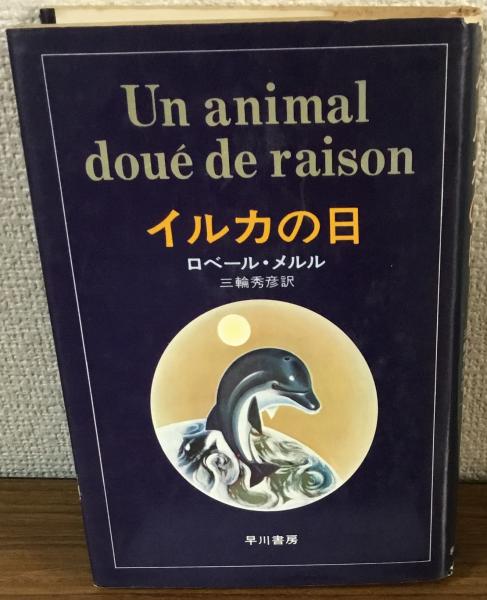 Un animal
doué de raison
イルカの日
ロベール・メルル
三輪秀彦訳
早川書房